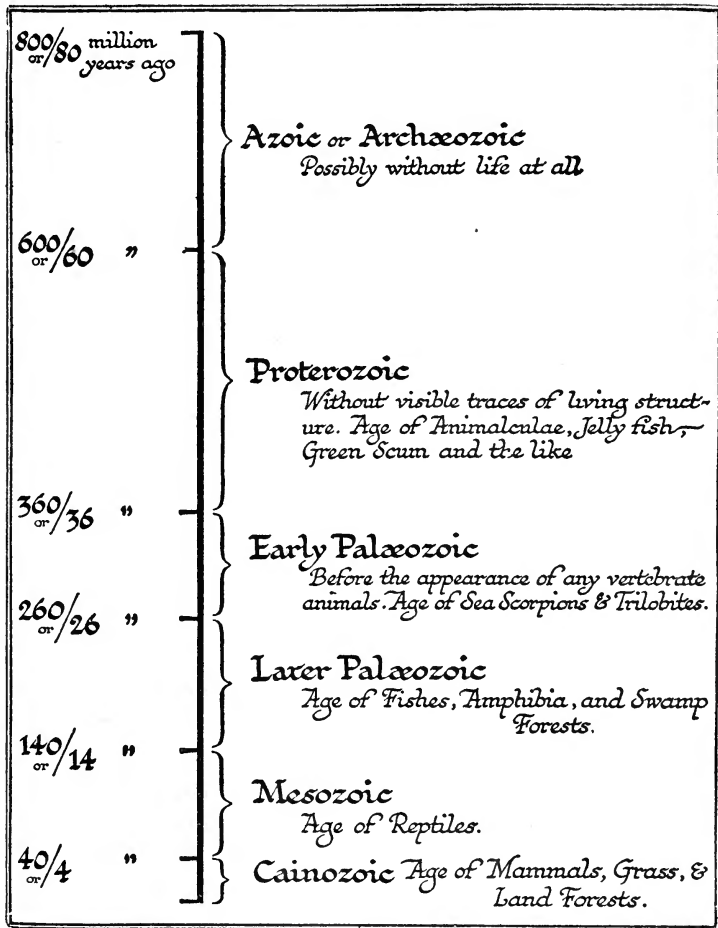 800/80 million
or years ago
Azoic or Archæozoic
Possibly without life at all
600/60 "
or
Proterozoic
Without visible traces of living struct-
ure. Age of Animalculae, Jelly fish,
Green Scum and the like
360/36 "
or
Early Palæozoic
Before the appearance of any vertebrate
animals. Age of Sea Scorpions & Trilobites.
260/26 "
or
Later Palæozoic
Age of Fishes, Amphibia, and Swamp
Forests.
140/14 "
or
Mesozoic
Age of Reptiles.
40/4 "
or
Cainozoic Age of Mammals, Grass, &
Land Forests.